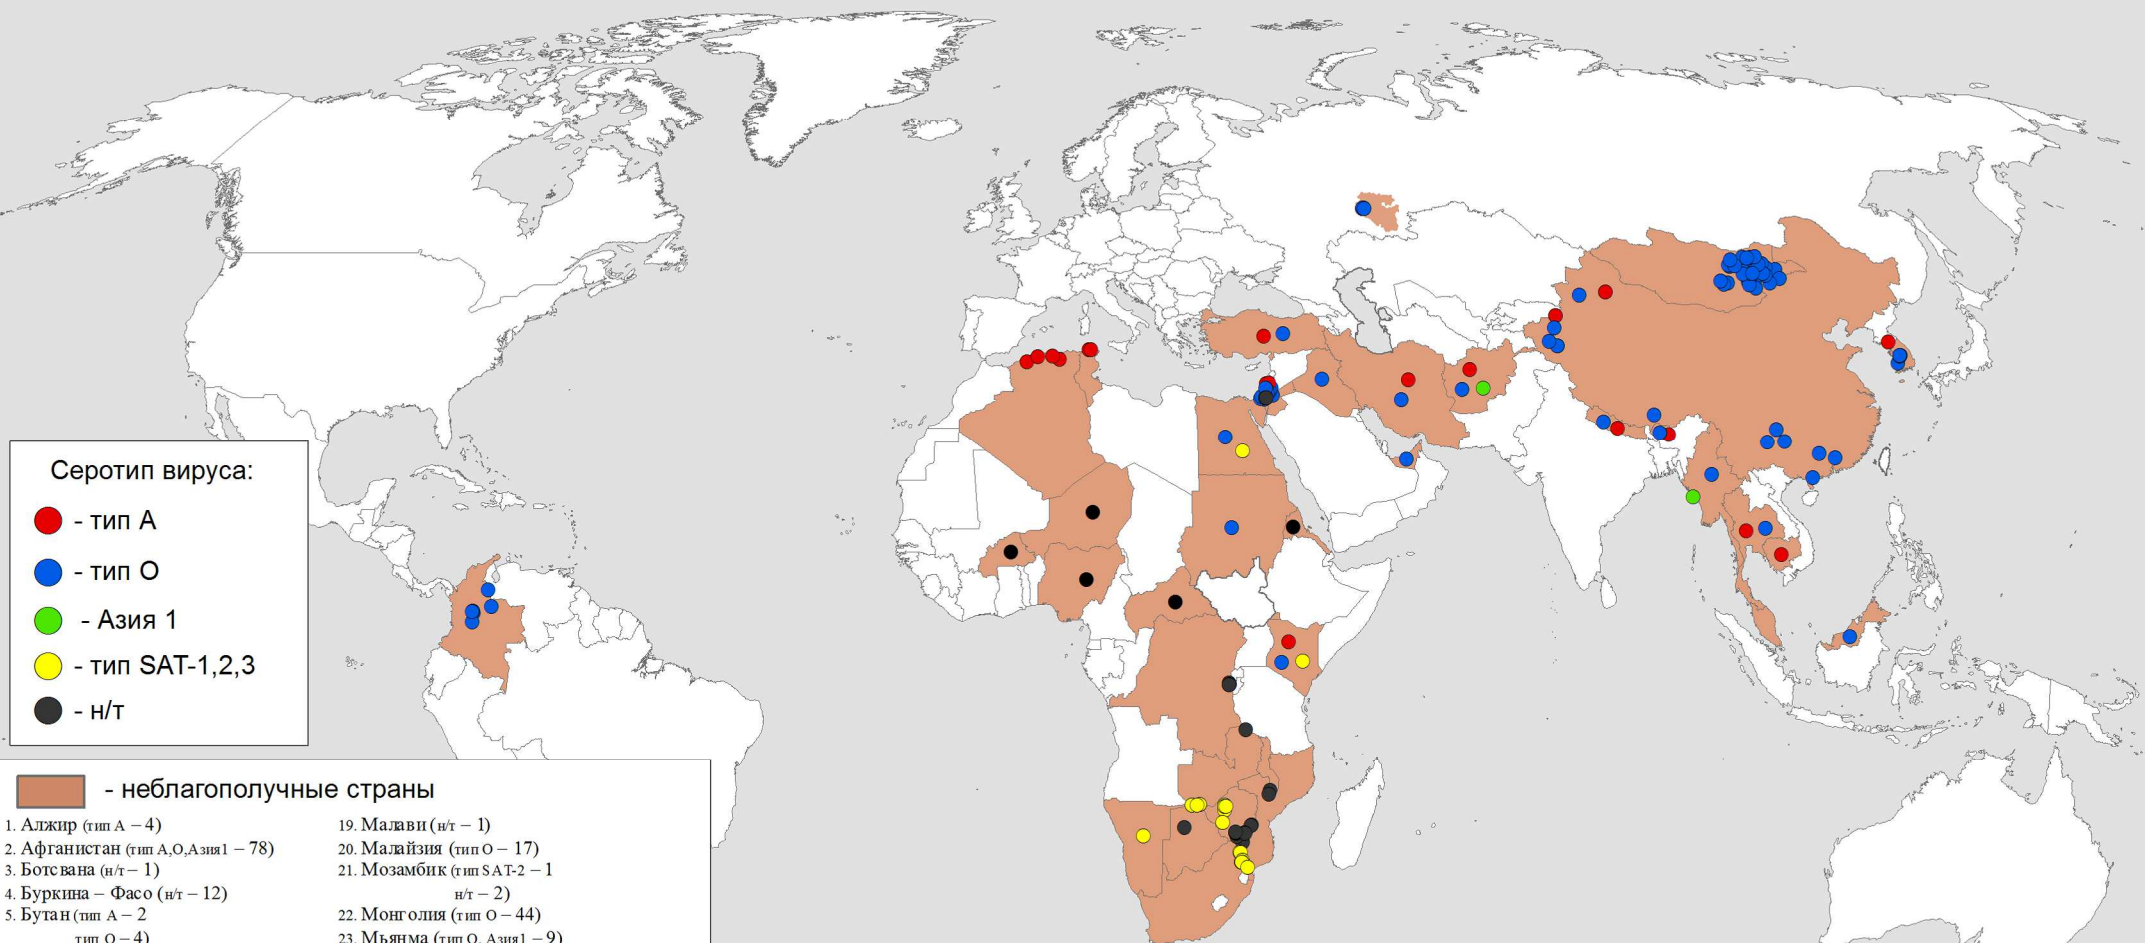 Серотип вируса:
- тип А
- тип О
- Азия 1
- тип SAT-1,2,3
- н/т
- неблагополучные страны
1. Алжир (тип А – 4)
2. Афганистан (тип А,О,Азия1 – 78)
3. Ботсвана (н/т – 1)
4. Буркина – Фасо (н/т – 12)
5. Бутан (тип А – 2
тип О – 4)
19. Малави (н/т – 1)
20. Малайзия (тип О – 17)
21. Мозамбик (тип SAT-2 – 1
н/т – 2)
22. Монголия (тип О – 44)
23. Мьянма (тип О, Азия1 – 9)